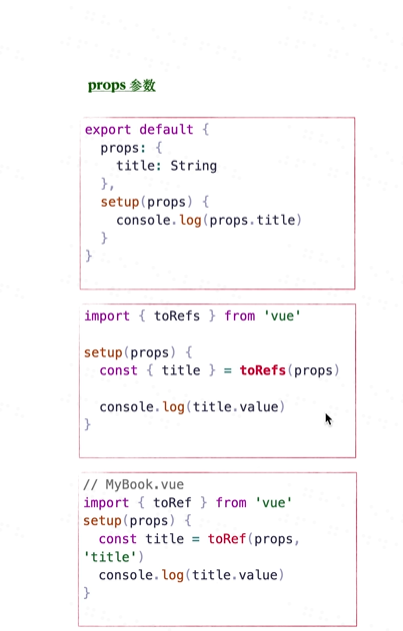 props 参数
export default {
  props: {
    title: String
  },
  setup(props) {
    console.log(props.title)
  }
}
import { toRefs } from 'vue'
setup(props) {
  const { title } = toRefs(props)
  console.log(title.value)
}
// MyBook.vue
import { toRef } from 'vue'
setup(props) {
  const title = toRef(props,
'title')
  console.log(title.value)
}